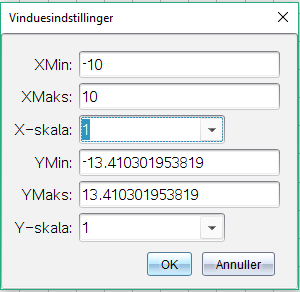 Vinduesindstillinger
XMin: -10
XMaks: 10
X-skala: 1
YMin: -13.410301953819
YMaks: 13.410301953819
Y-skala: 1
OK Annuller